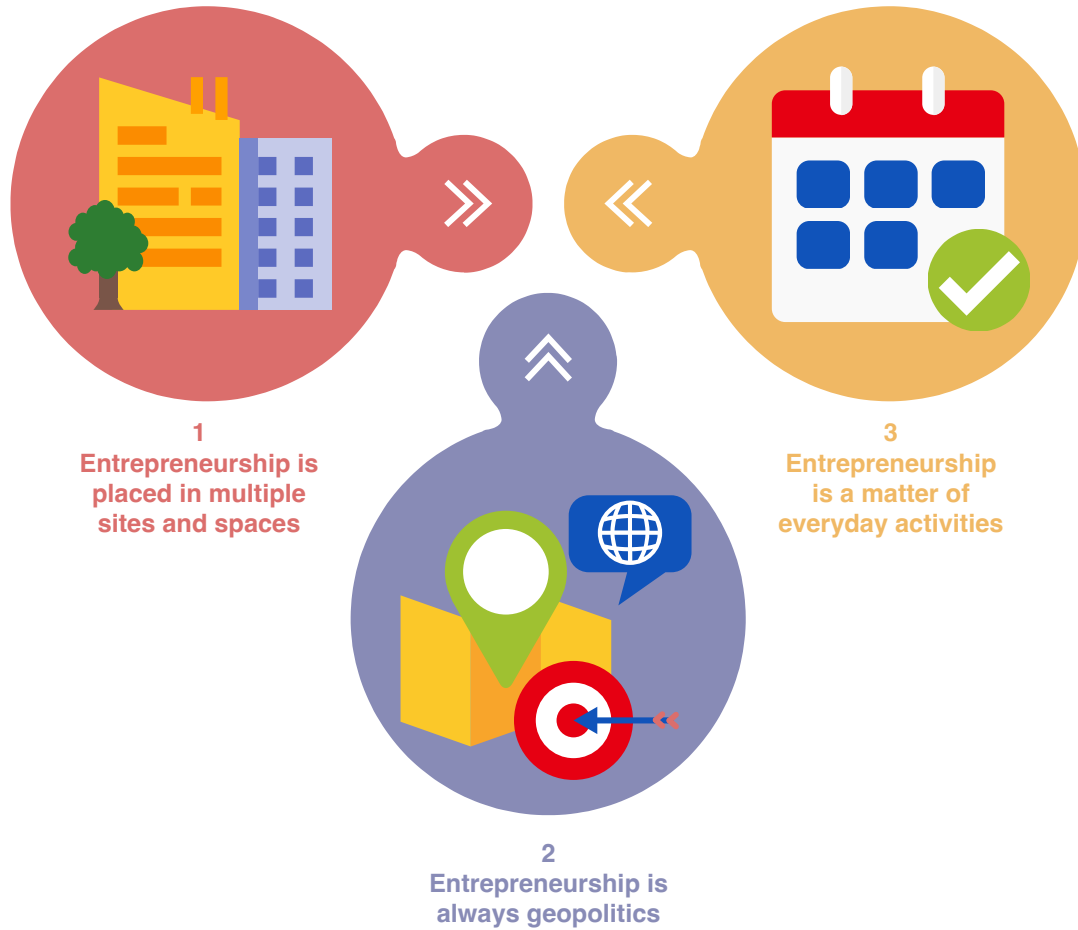 1
Entrepreneurship is
placed in multiple
sites and spaces
2
Entrepreneurship is
always geopolitics
3
Entrepreneurship
is a matter of
everyday activities